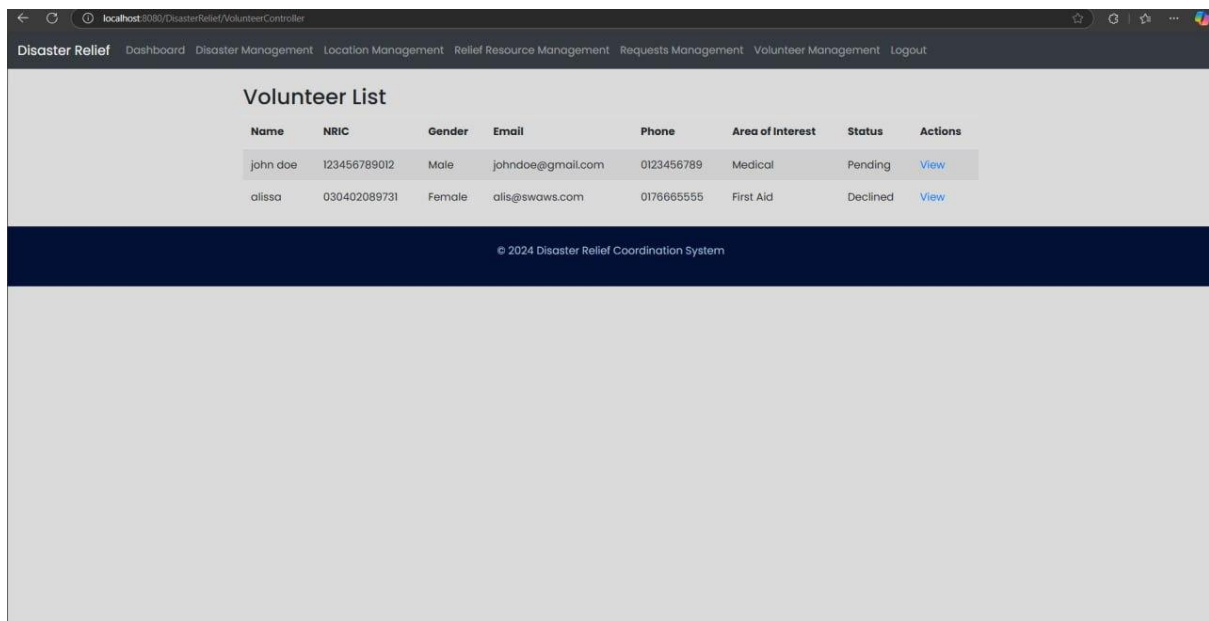 localhost:8080/DisasterRelief/VolunteerController
Disaster Relief Dashboard Disaster Management Location Management Relief Resource Management Requests Management Volunteer Management Logout
Volunteer List
Name NRIC Gender Email Phone Area of Interest Status Actions
john doe 123456789012 Male johndoe@gmail.com 0123456789 Medical Pending View
alissa 030402089731 Female alis@swaws.com 0176665555 First Aid Declined View
© 2024 Disaster Relief Coordination System